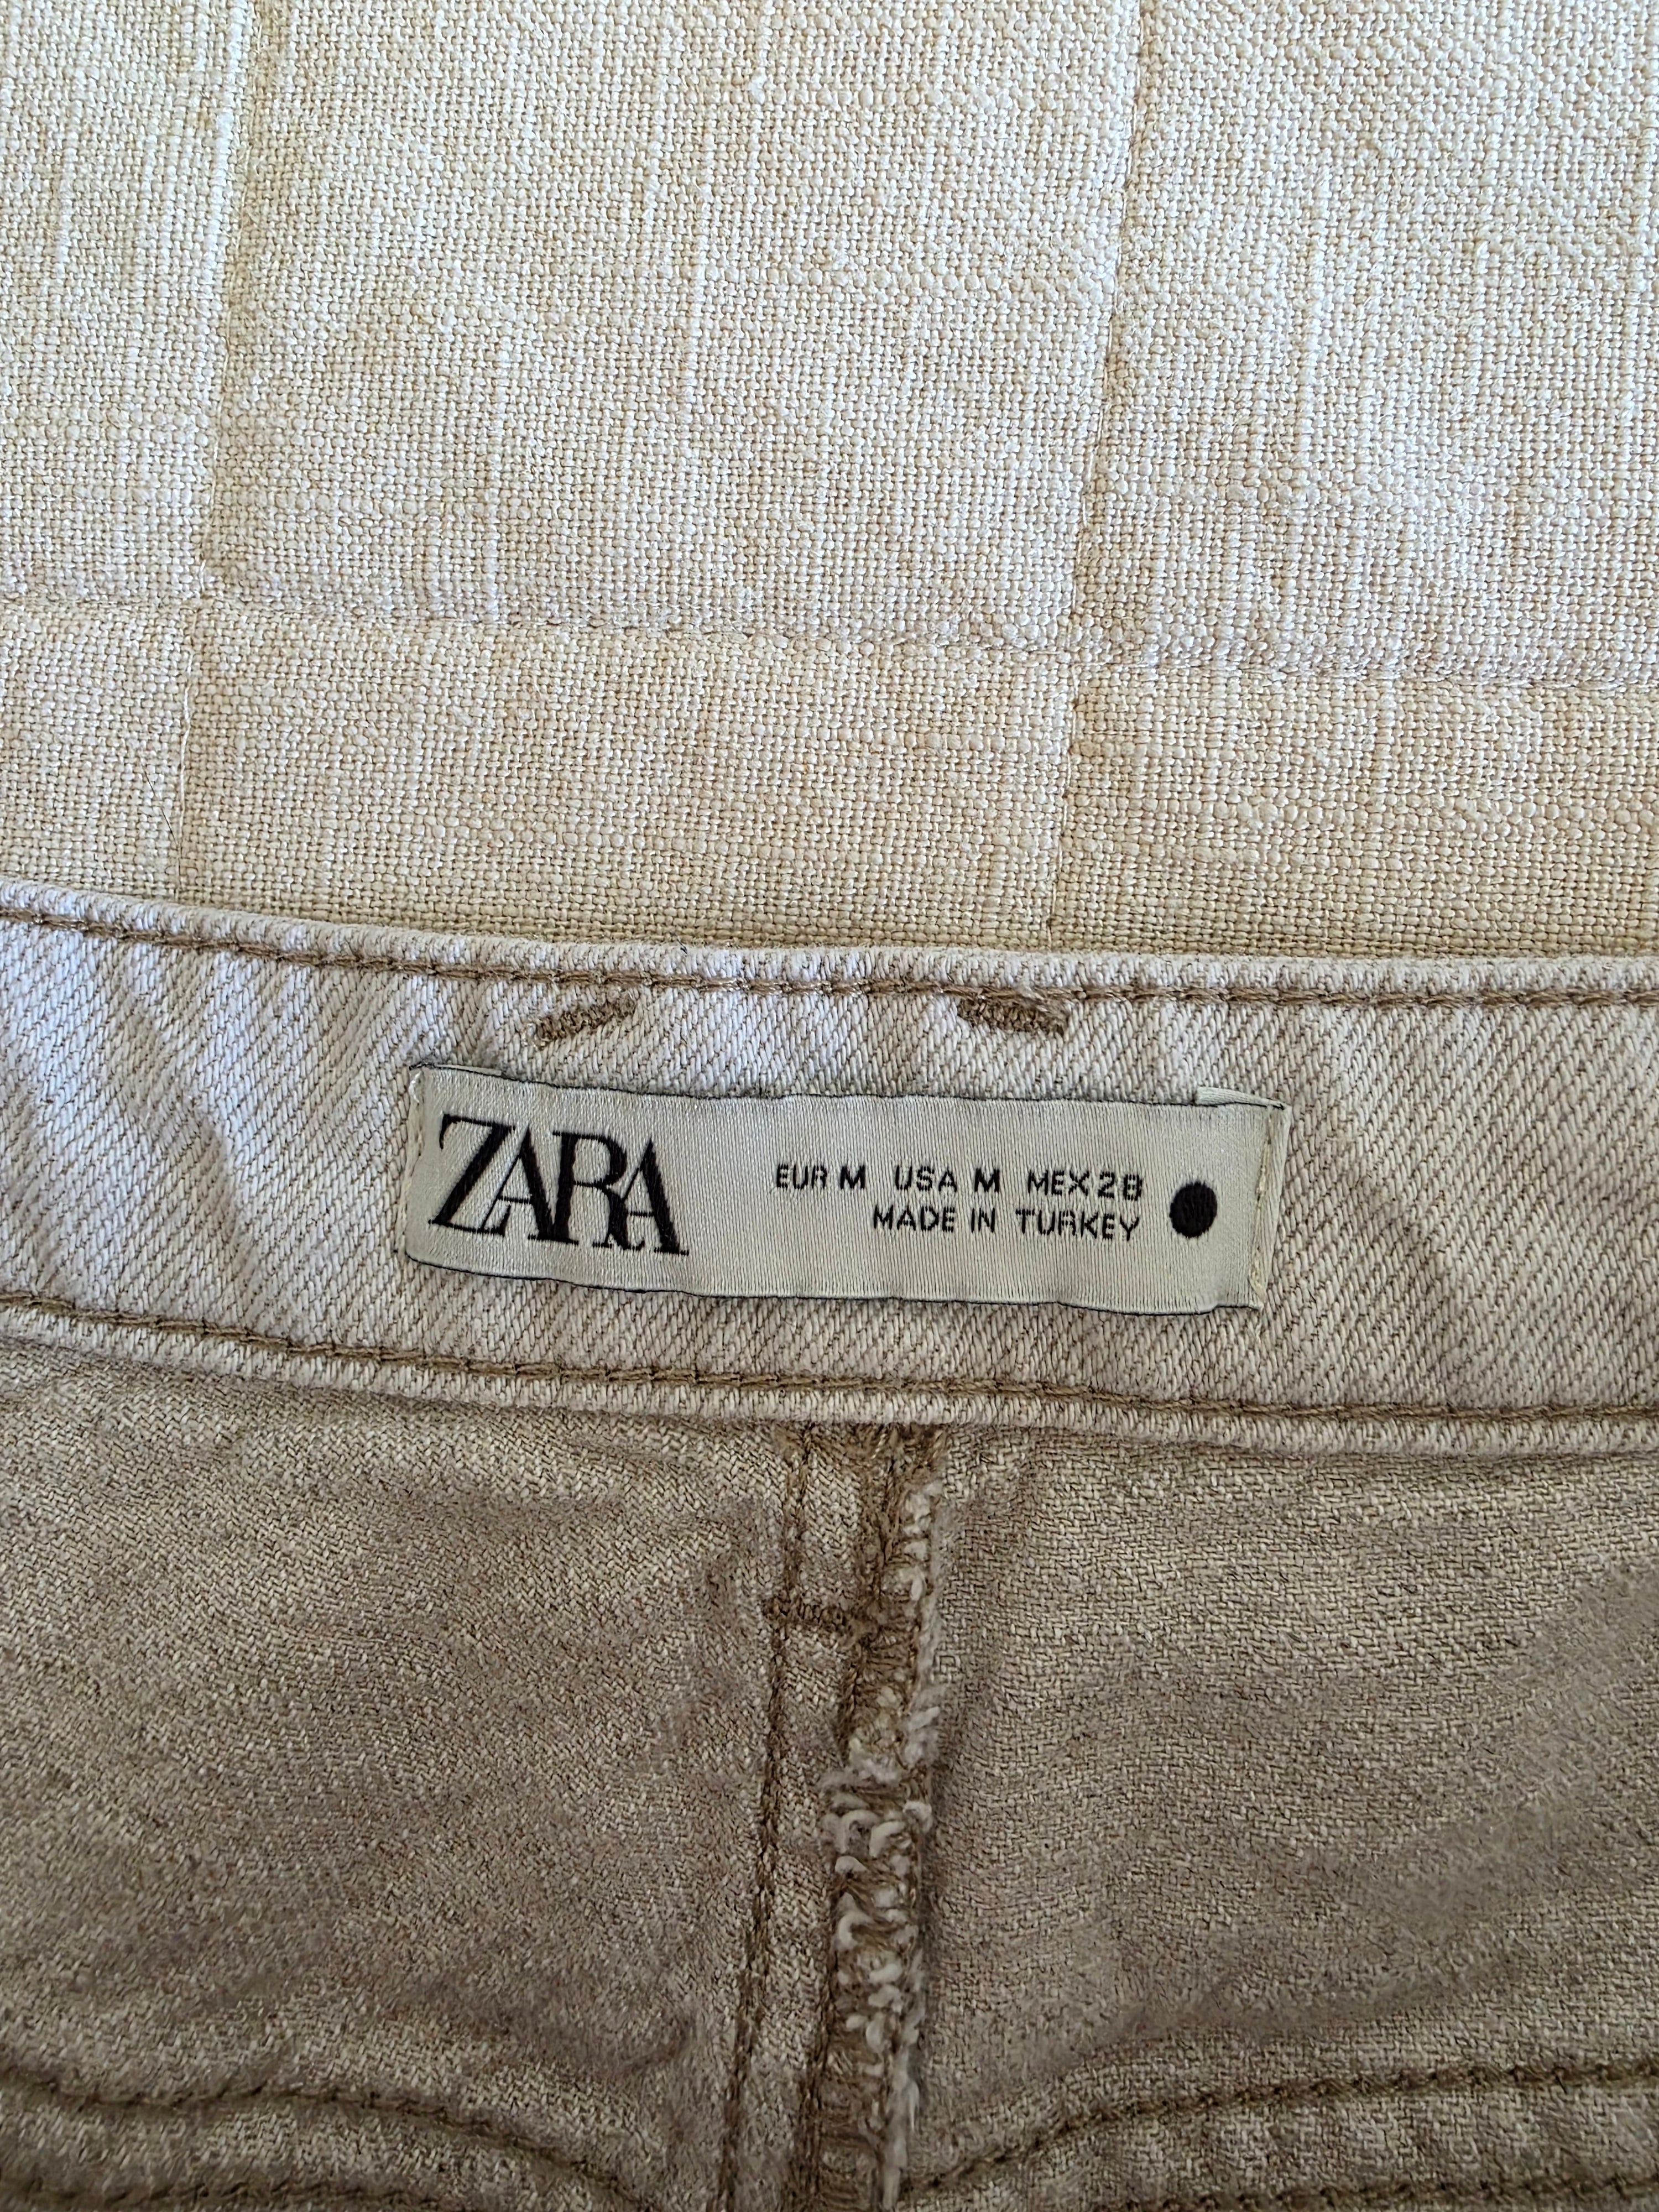 ZARA
EUR M USA M MEX 28
MADE IN TURKEY